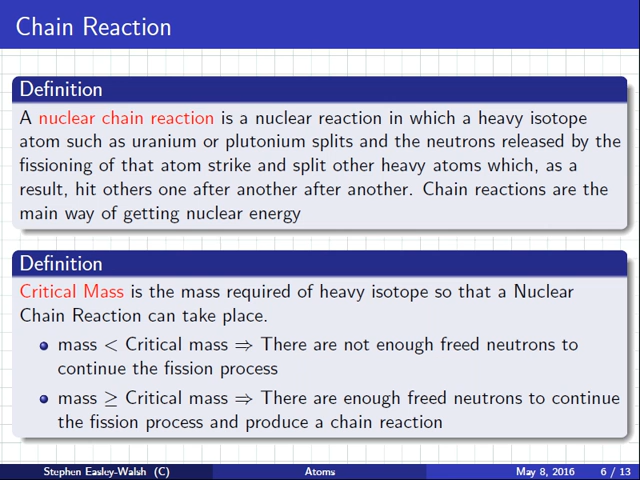 Chain Reaction
Definition
A nuclear chain reaction is a nuclear reaction in which a heavy isotope
atom such as uranium or plutonium splits and the neutrons released by the
fissioning of that atom strike and split other heavy atoms which, as a
result, hit others one after another after another. Chain reactions are the
main way of getting nuclear energy
Definition
Critical Mass is the mass required of heavy isotope so that a Nuclear
Chain Reaction can take place.
mass < Critical mass ⇒ There are not enough freed neutrons to
continue the fission process
mass ≥ Critical mass ⇒ There are enough freed neutrons to continue
the fission process and produce a chain reaction
Stephen Easley-Walsh (C) Atoms May 8, 2016 6 / 13